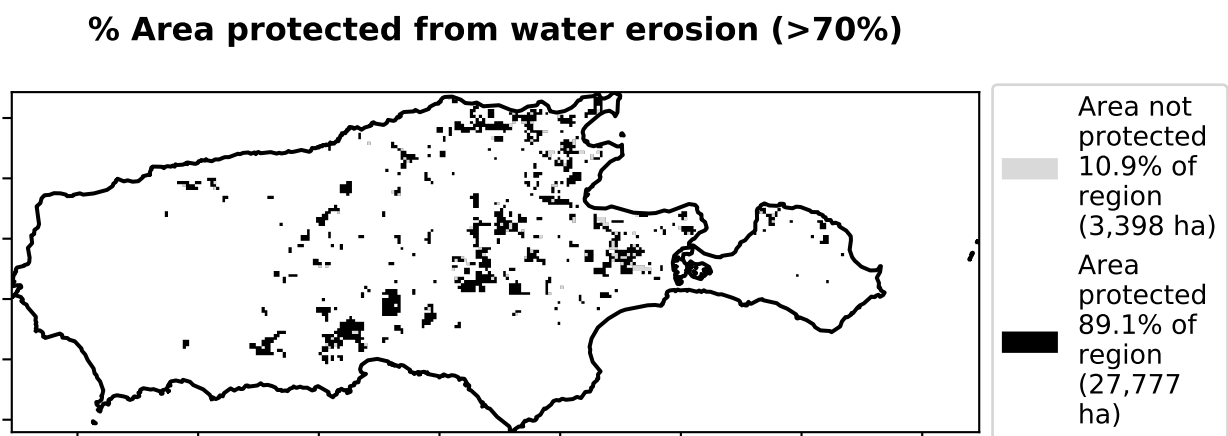 % Area protected from water erosion (>70%)
Area not
protected
10.9% of
region
(3,398 ha)
Area
protected
89.1% of
region
(27,777
ha)